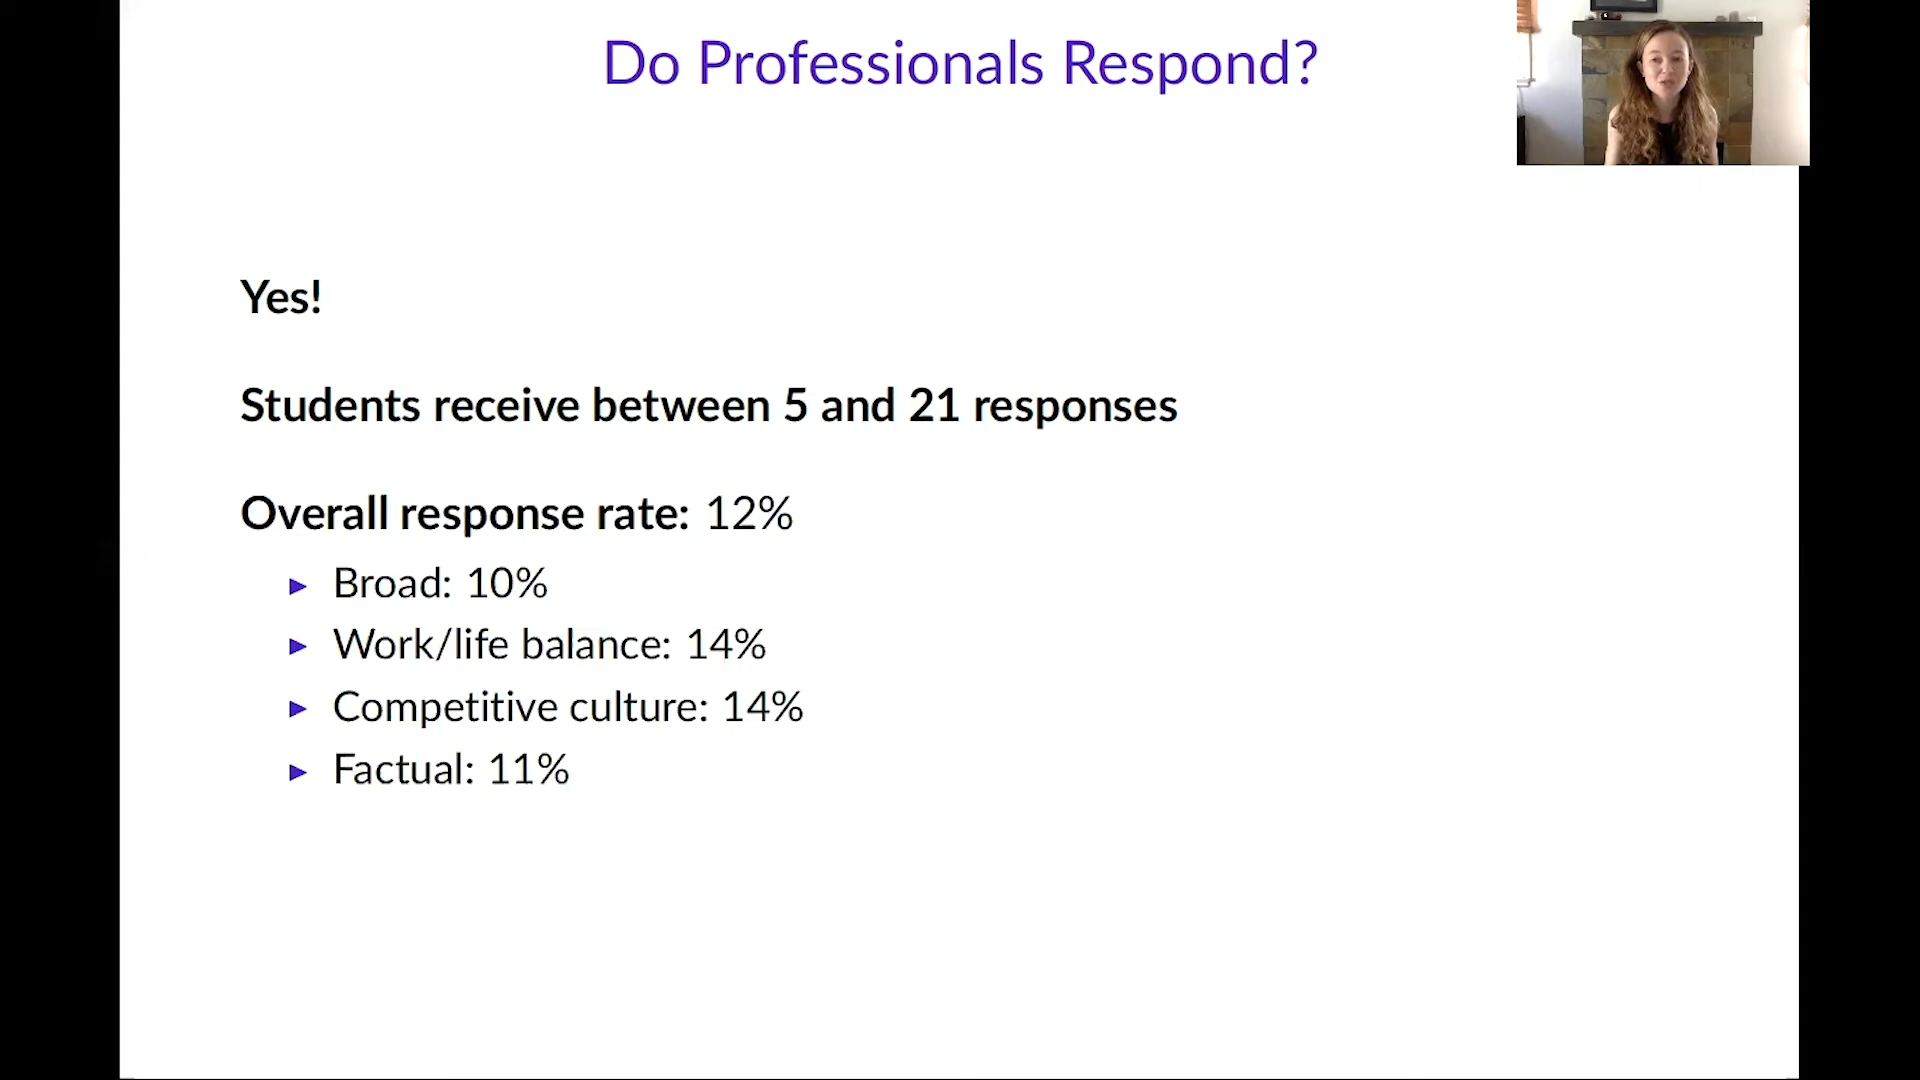 Do Professionals Respond?
Yes!
Students receive between 5 and 21 responses
Overall response rate: 12%
► Broad: 10%
► Work/life balance: 14%
► Competitive culture: 14%
► Factual: 11%